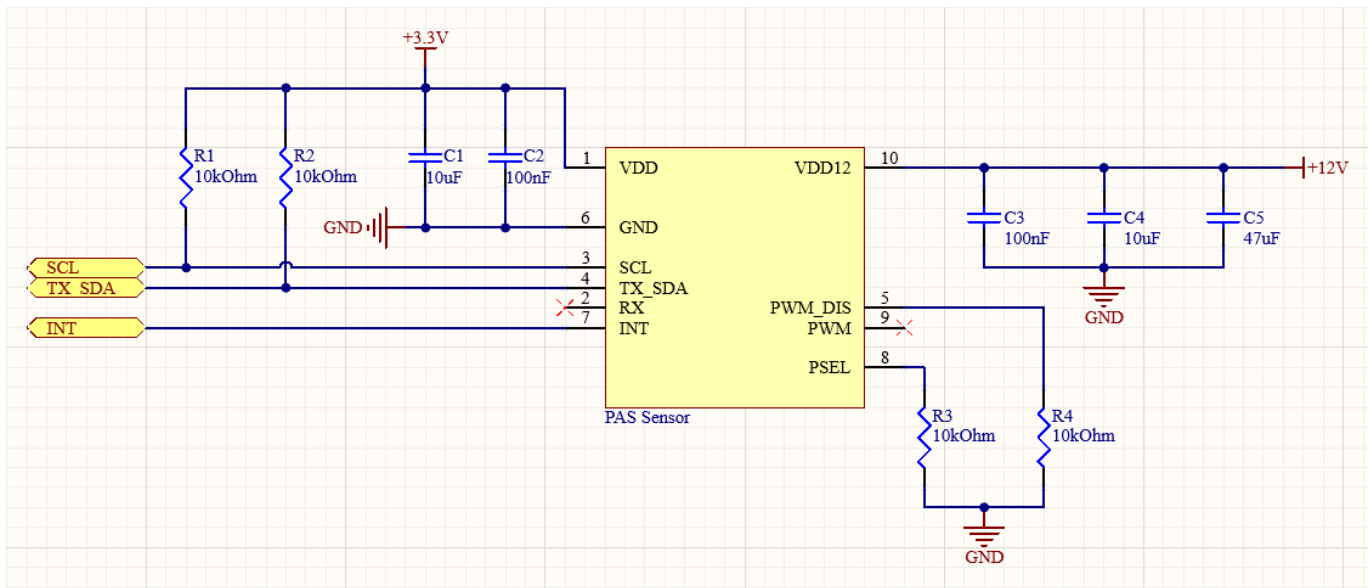 +3.3V
R1
10kOhm
R2
10kOhm
C1
10uF
C2
100nF
GND
SCL
TX_SDA
INT
1
6
3
4
2
7
VDD
GND
SCL
TX_SDA
RX
INT
VDD12
PWM_DIS
PWM
PSEL
10
5
9
8
PAS Sensor
+12V
C3
100nF
C4
10uF
C5
47uF
GND
R3
10kOhm
R4
10kOhm
GND